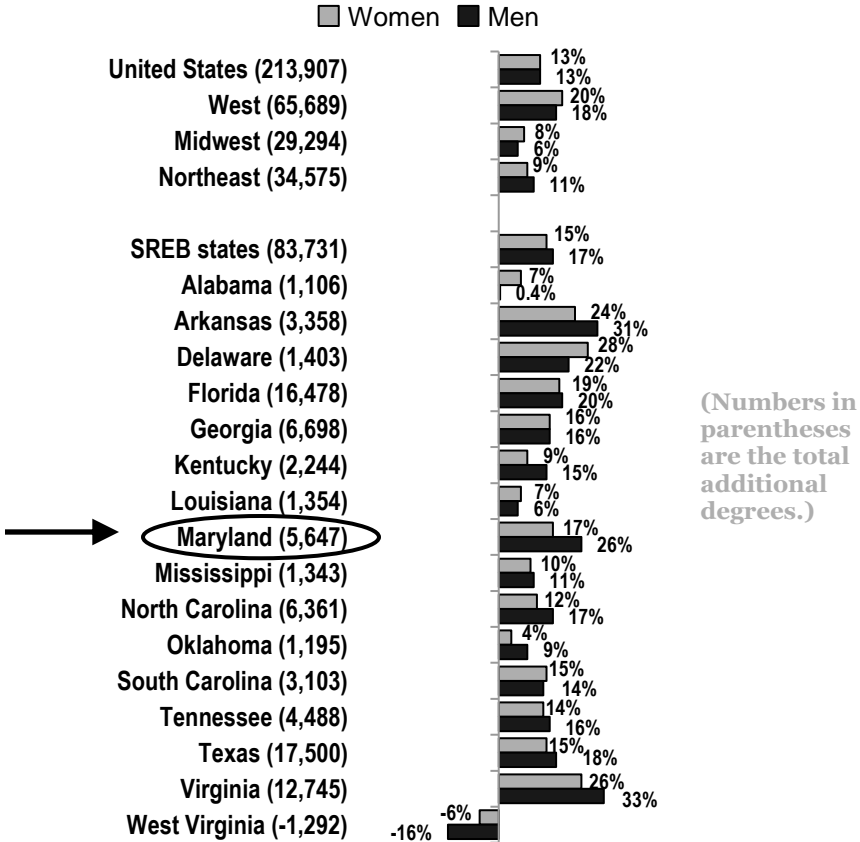 Women Men
United States (213,907) 13%
13%
West (65,689) 20%
18%
Midwest (29,294) 8%
6%
Northeast (34,575) 9%
11%
SREB states (83,731) 15%
17%
Alabama (1,106) 7%
0.4%
Arkansas (3,358) 24%
31%
Delaware (1,403) 28%
22%
Florida (16,478) 19%
20%
Georgia (6,698) 16%
16%
Kentucky (2,244) 9%
15%
Louisiana (1,354) 7%
6%
Maryland (5,647) 17%
26%
Mississippi (1,343) 10%
11%
North Carolina (6,361) 12%
17%
Oklahoma (1,195) 4%
9%
South Carolina (3,103) 15%
14%
Tennessee (4,488) 14%
16%
Texas (17,500) 15%
18%
Virginia (12,745) 26%
33%
West Virginia (-1,292) -6%
-16%
(Numbers in
parentheses
are the total
additional
degrees.)